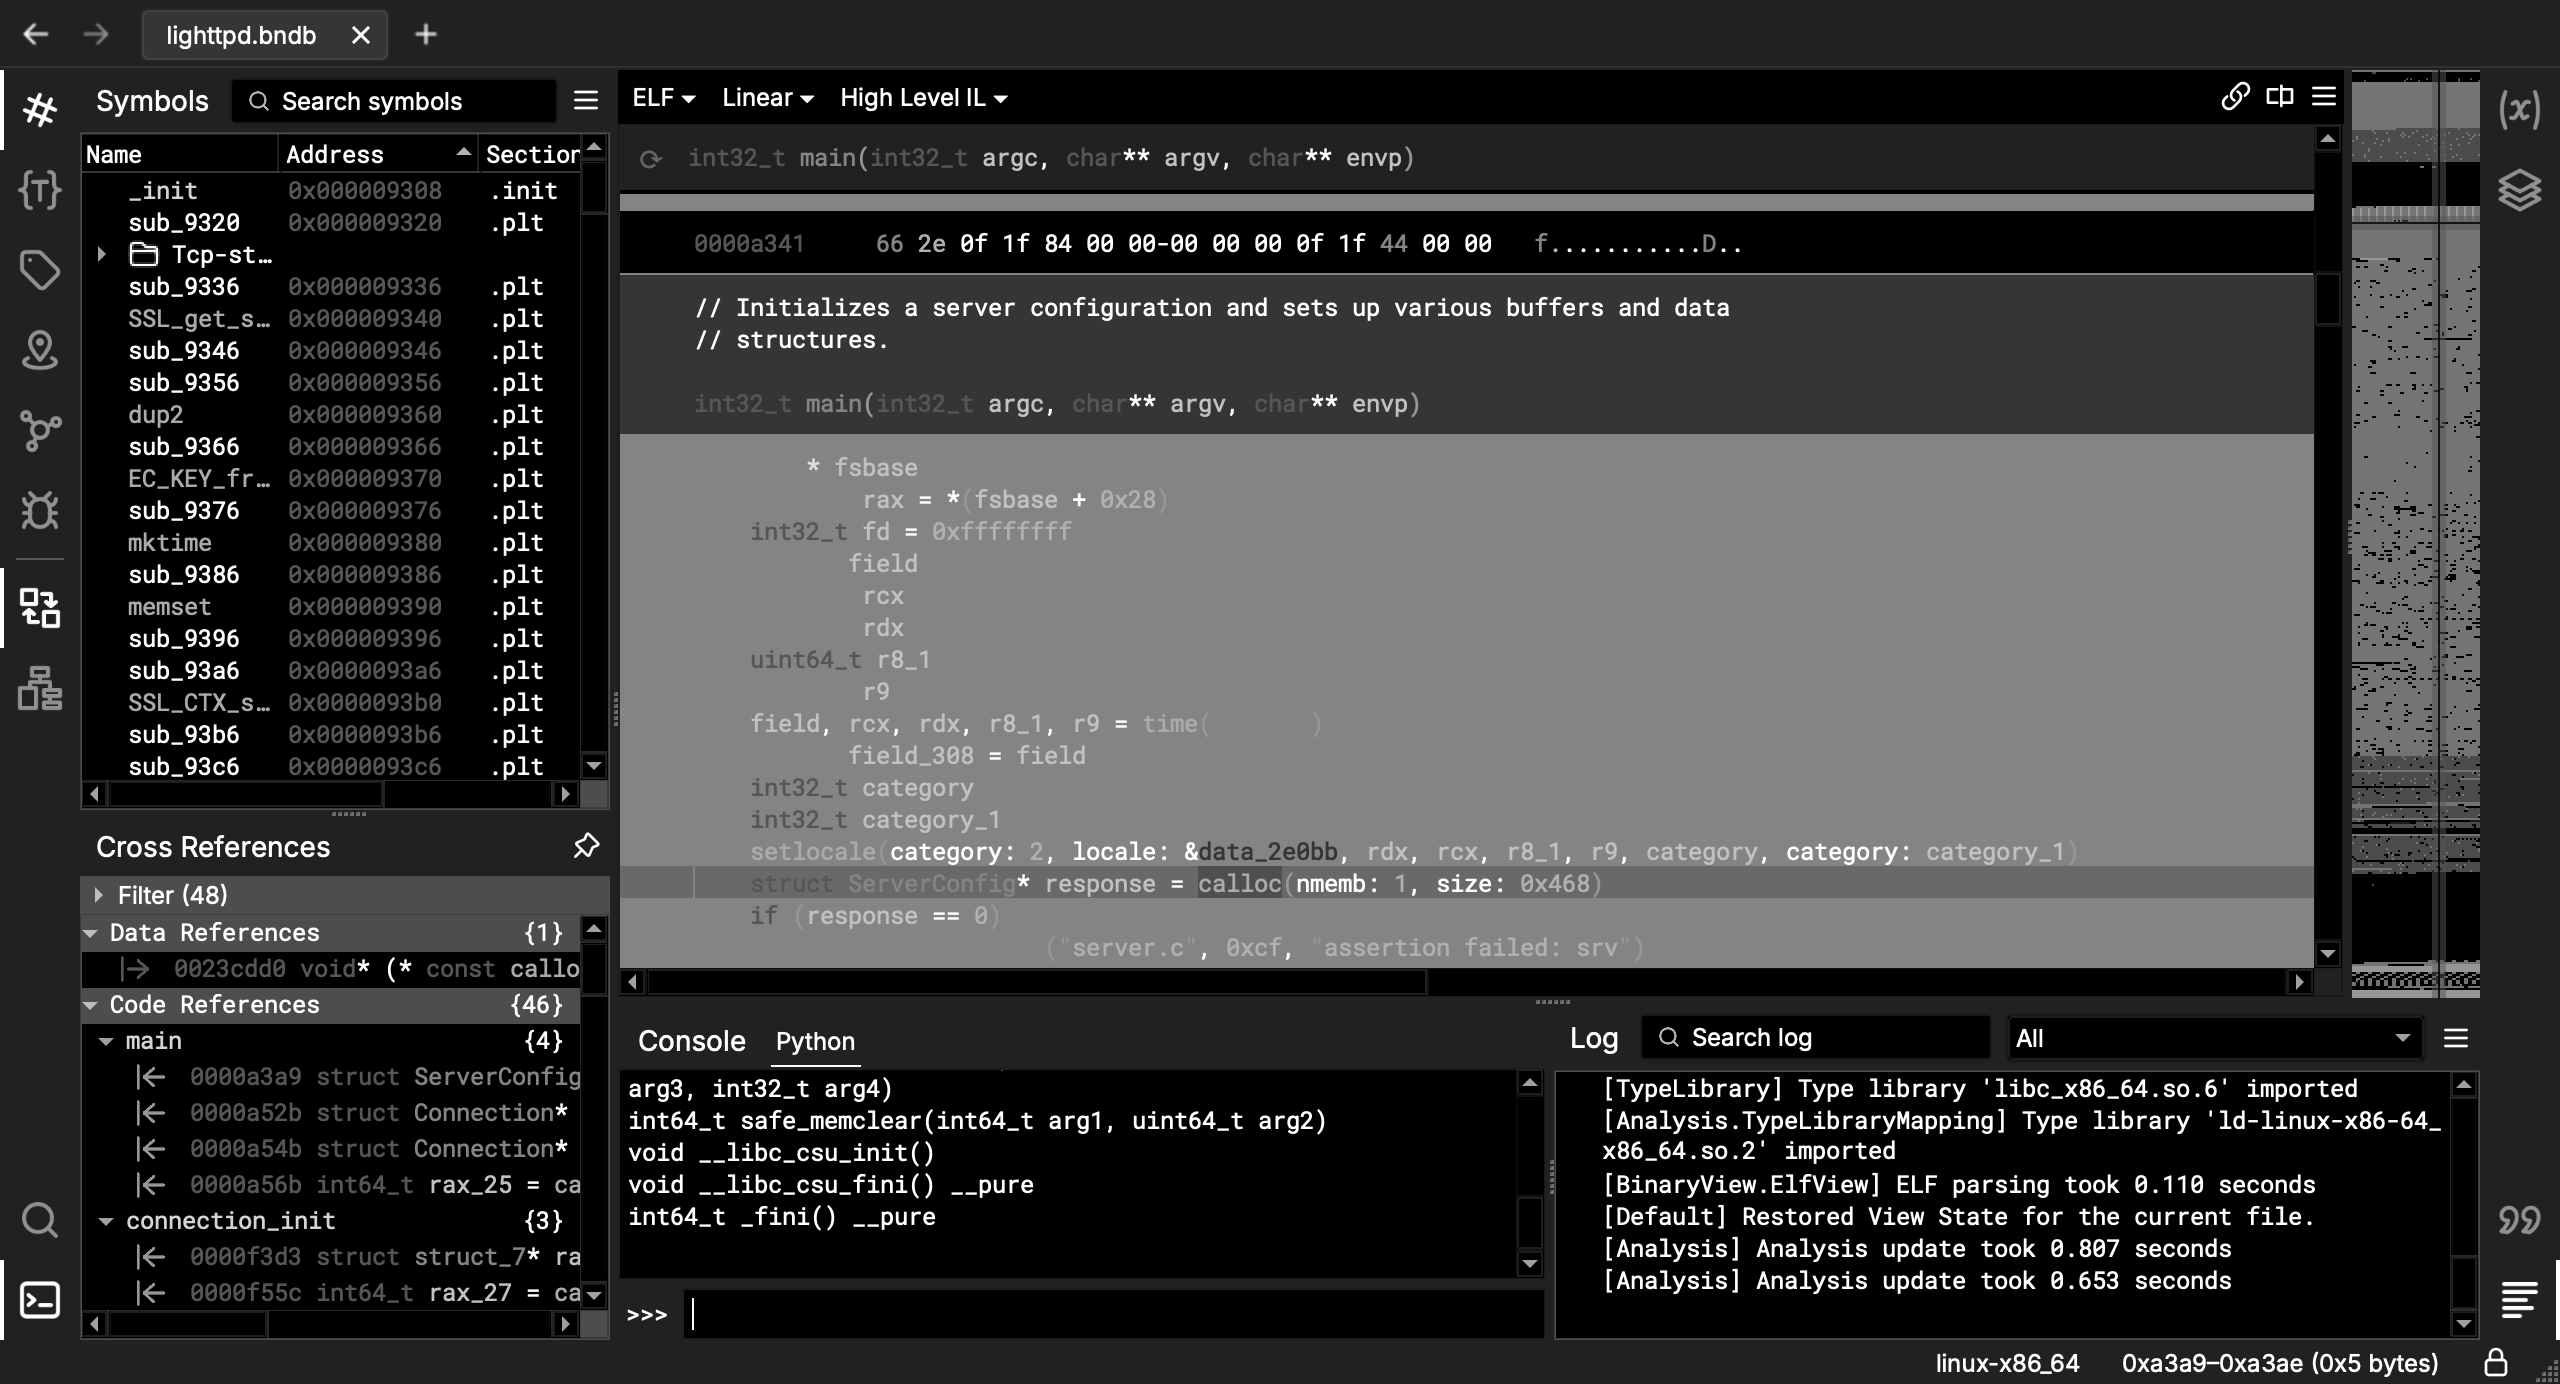 lighttpd.bndb
Symbols
Search symbols
Name Address Section
_init 0x000009308 .init
sub_9320 0x000009320 .plt
Tcp-st…
sub_9336 0x000009336 .plt
SSL_get_s… 0x000009340 .plt
sub_9346 0x000009346 .plt
sub_9356 0x000009356 .plt
dup2 0x000009360 .plt
sub_9366 0x000009366 .plt
EC_KEY_fr… 0x000009370 .plt
sub_9376 0x000009376 .plt
mktime 0x000009380 .plt
sub_9386 0x000009386 .plt
memset 0x000009390 .plt
sub_9396 0x000009396 .plt
sub_93a6 0x0000093a6 .plt
SSL_CTX_s… 0x0000093b0 .plt
sub_93b6 0x0000093b6 .plt
sub_93c6 0x0000093c6 .plt
Cross References
Filter (48)
Data References {1}
0023cdd0 void* (* const callo
Code References {46}
main {4}
0000a3a9 struct ServerConfig
0000a52b struct Connection*
0000a54b struct Connection*
0000a56b int64_t rax_25 = ca
connection_init {3}
0000f3d3 struct struct_7* ra
0000f55c int64_t rax_27 = ca
ELF Linear High Level IL
int32_t main(int32_t argc, char** argv, char** envp)
0000a341 66 2e 0f 1f 84 00 00-00 00 00 0f 1f 44 00 00 f...........D..
// Initializes a server configuration and sets up various buffers and data
// structures.
int32_t main(int32_t argc, char** argv, char** envp)
* fsbase
rax = *(fsbase + 0x28)
int32_t fd = 0xffffffff
field
rcx
rdx
uint64_t r8_1
r9
field, rcx, rdx, r8_1, r9 = time( )
field_308 = field
int32_t category
int32_t category_1
setlocale(category: 2, locale: &data_2e0bb, rdx, rcx, r8_1, r9, category, category: category_1)
struct ServerConfig* response = calloc(nmemb: 1, size: 0x468)
if (response == 0)
("server.c", 0xcf, "assertion failed: srv")
Console Python
arg3, int32_t arg4)
int64_t safe_memclear(int64_t arg1, uint64_t arg2)
void __libc_csu_init()
void __libc_csu_fini() __pure
int64_t _fini() __pure
>>>
Log
Search log
All
[TypeLibrary] Type library 'libc_x86_64.so.6' imported
[Analysis.TypeLibraryMapping] Type library 'ld-linux-x86-64_
x86_64.so.2' imported
[BinaryView.ElfView] ELF parsing took 0.110 seconds
[Default] Restored View State for the current file.
[Analysis] Analysis update took 0.807 seconds
[Analysis] Analysis update took 0.653 seconds
linux-x86_64 0xa3a9–0xa3ae (0x5 bytes)